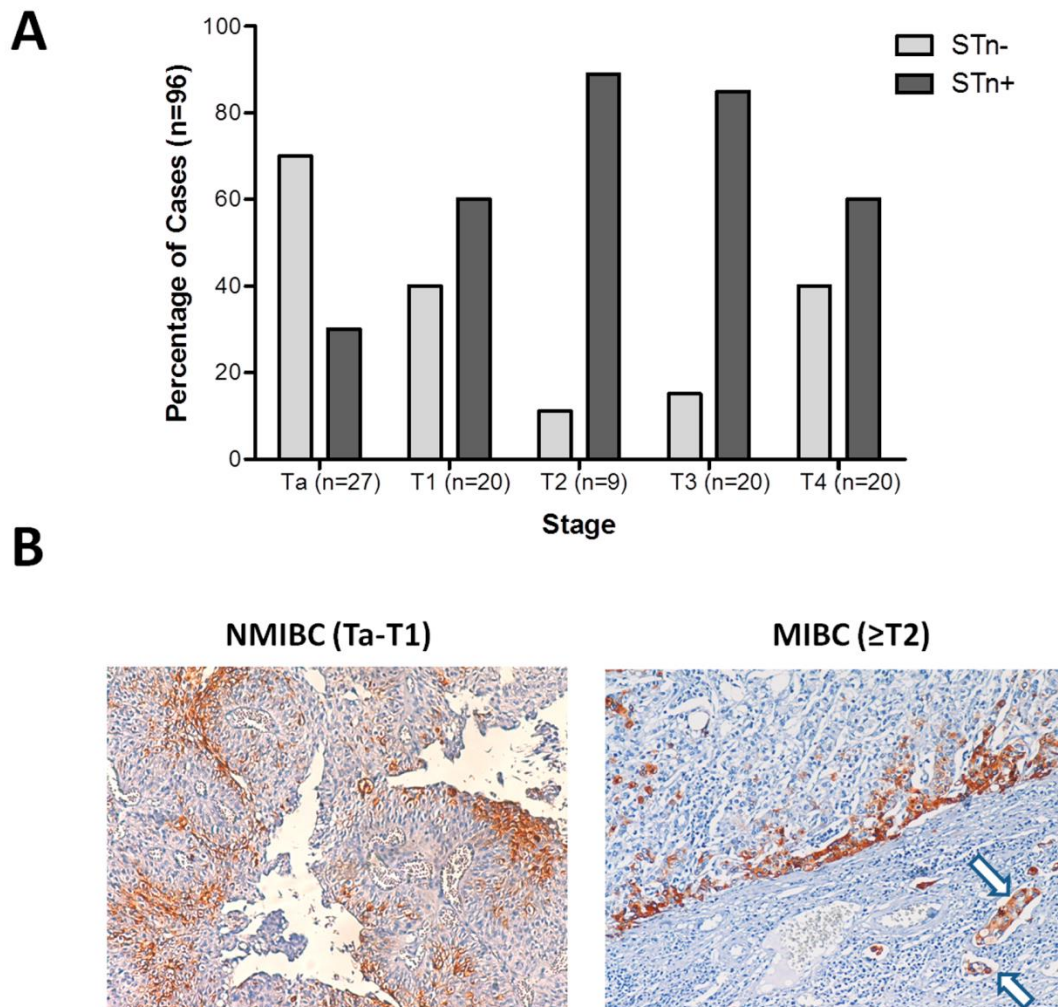 A
Percentage of Cases (n=96)
100
80
60
40
20
0
STn-
STn+
Ta (n=27) T1 (n=20) T2 (n=9) T3 (n=20) T4 (n=20)
Stage
B
NMIBC (Ta-T1) MIBC (≥T2)